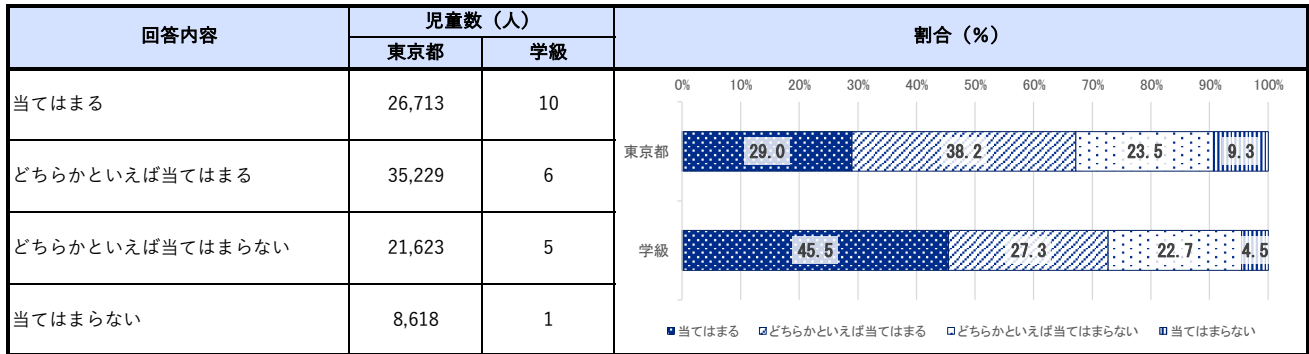 回答内容 児童数（人） 割合（%）
東京都 学級
当てはまる 26,713 10
どちらかといえば当てはまる 35,229 6
どちらかといえば当てはまらない 21,623 5
当てはまらない 8,618 1
0% 10% 20% 30% 40% 50% 60% 70% 80% 90% 100%
東京都 29.0 38.2 23.5 9.3
学級 45.5 27.3 22.7 4.5
当てはまる どちらかといえば当てはまる どちらかといえば当てはまらない 当てはまらない